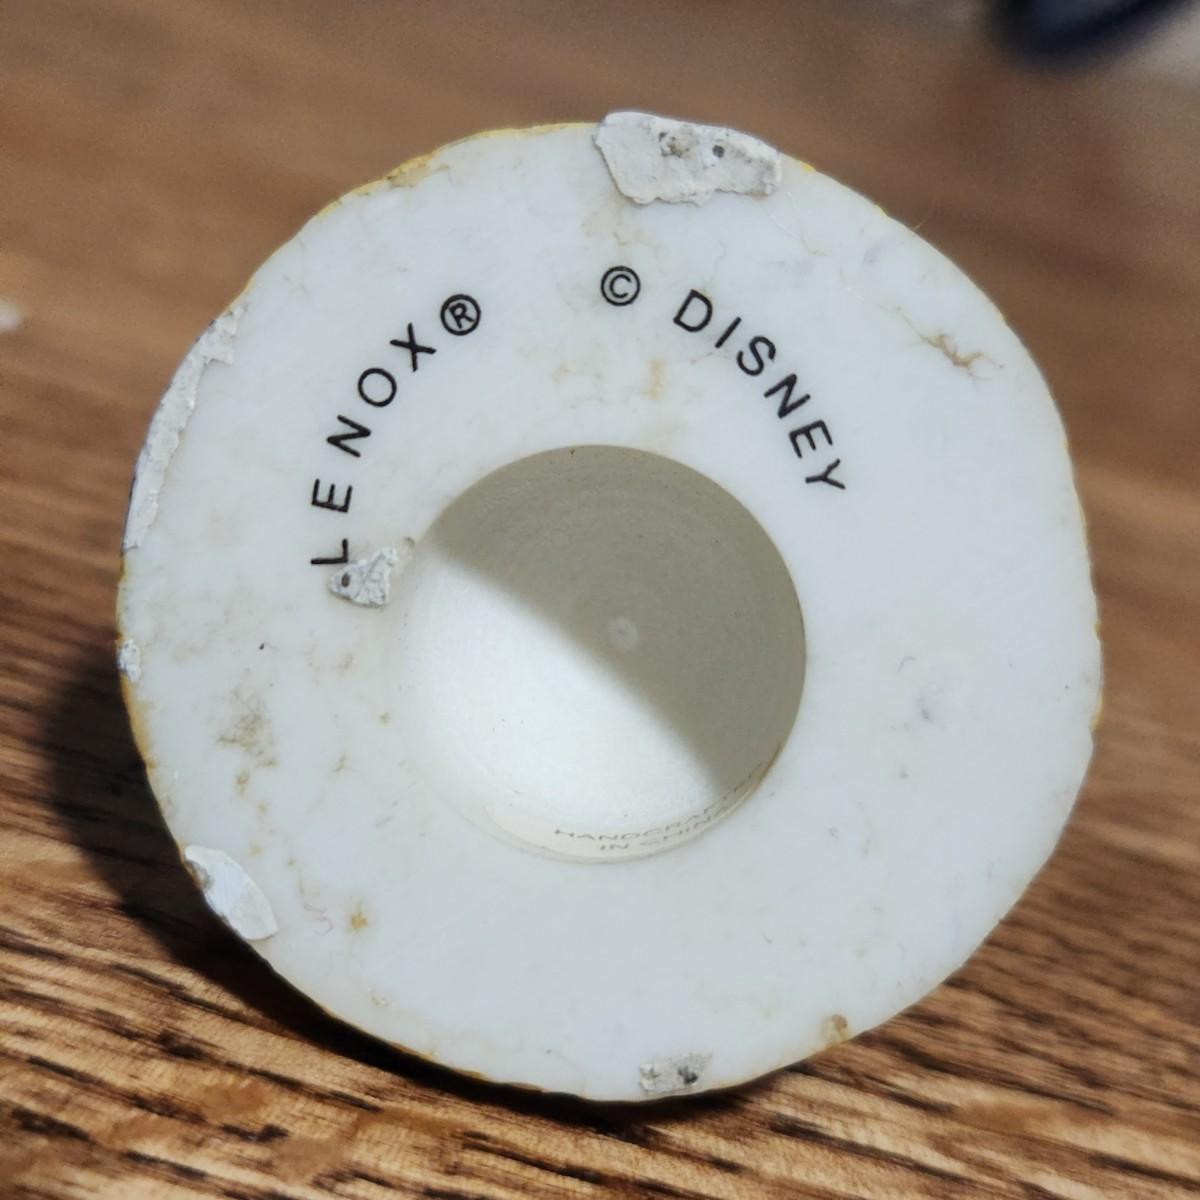 LENOX®
© DISNEY
HANDCRAFTED
IN CHINA